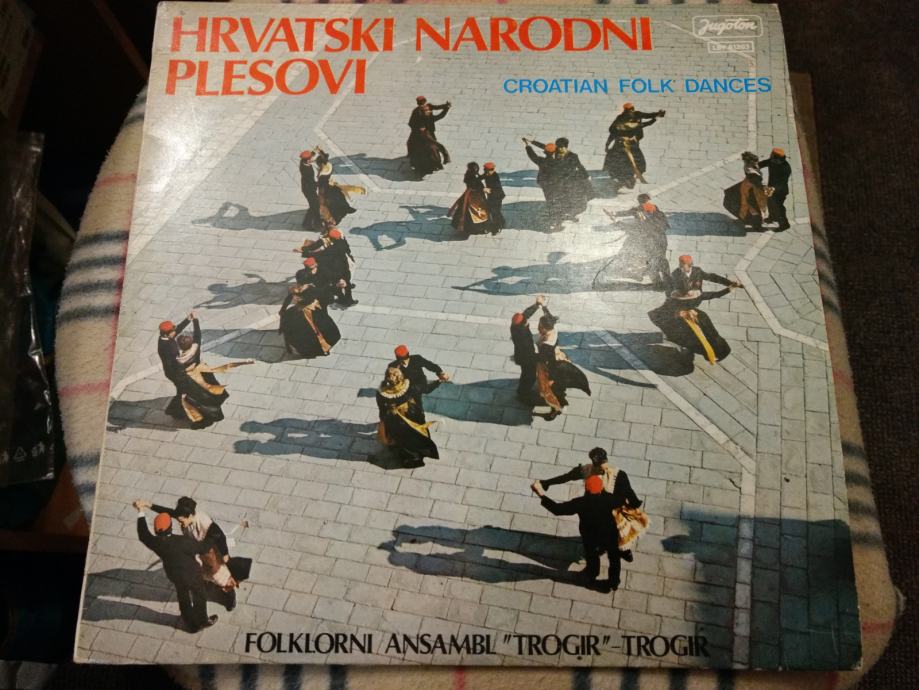 HRVATSKI NARODNI
PLESOVI
Jugoton
CROATIAN FOLK DANCES
FOLKLORNI ANSAMBL "TROGIR"-TROGIR